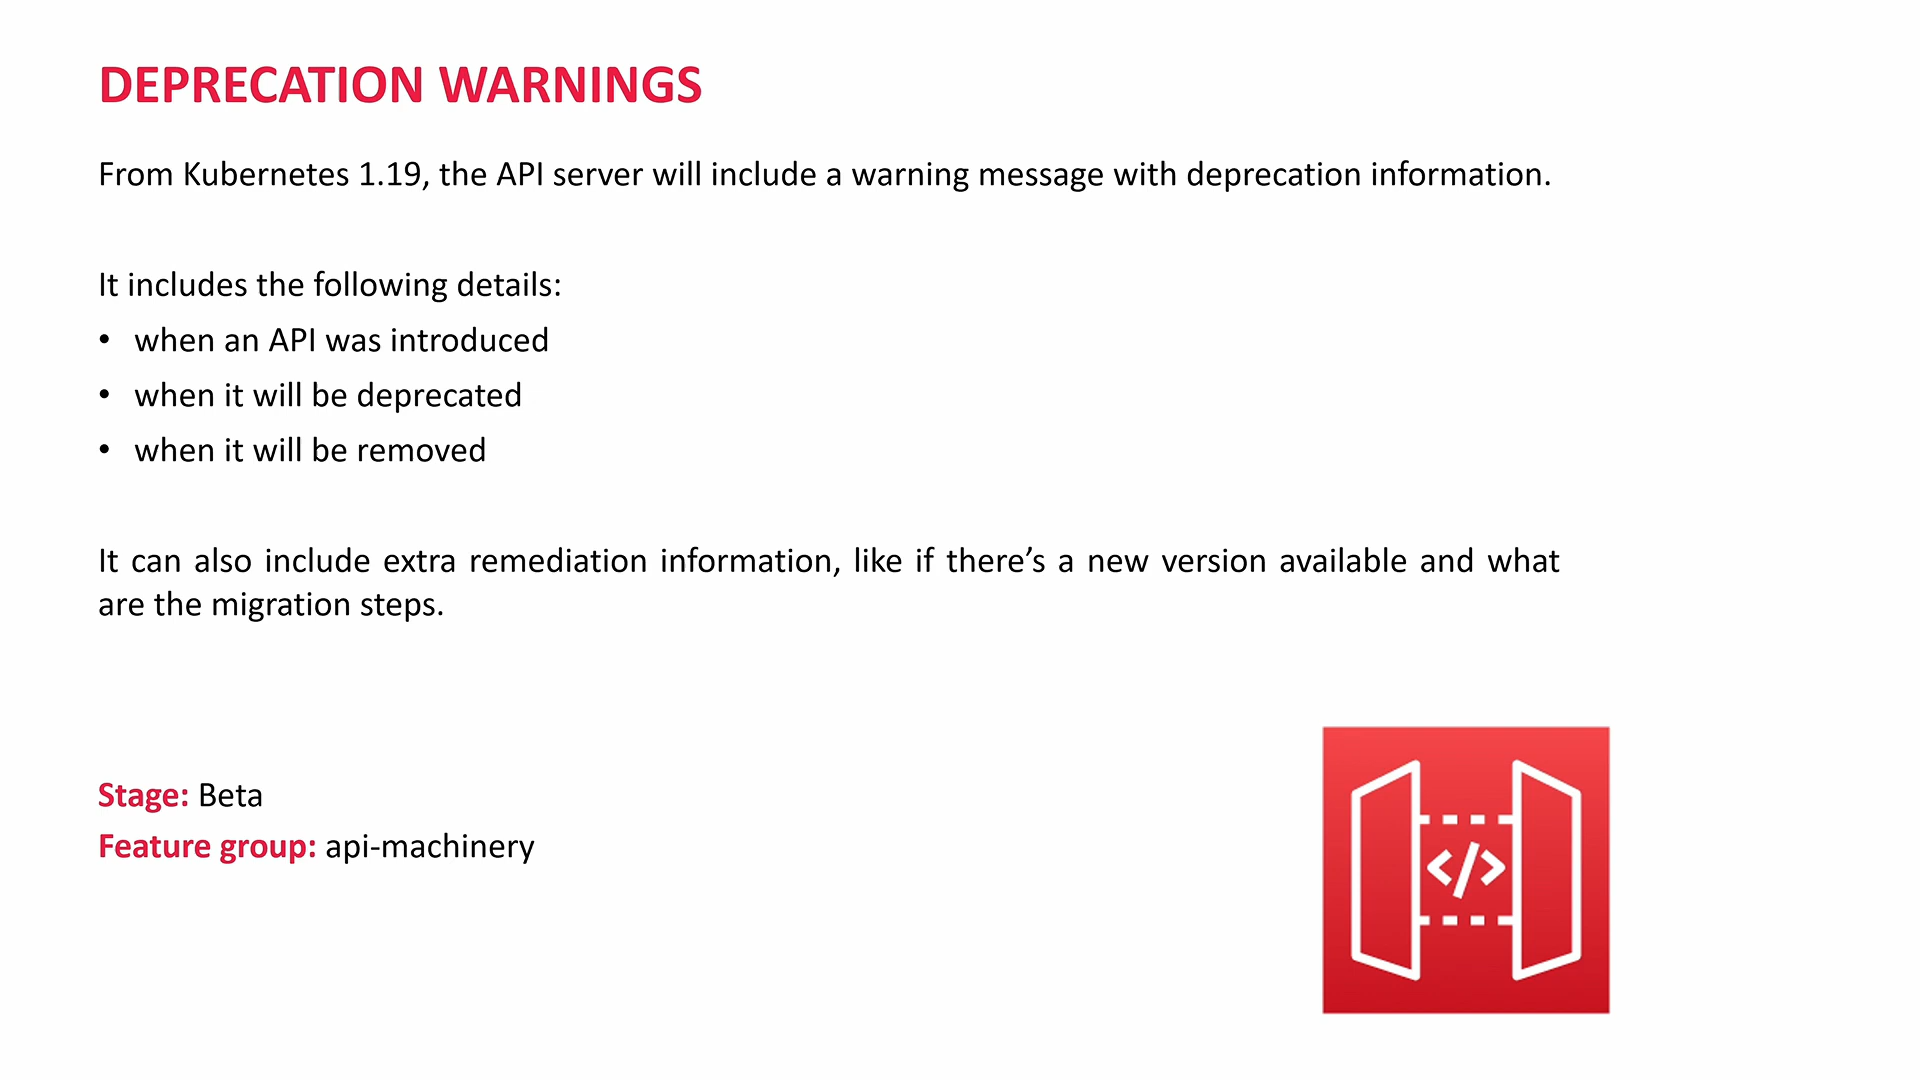 DEPRECATION WARNINGS
From Kubernetes 1.19, the API server will include a warning message with deprecation information.
It includes the following details:
• when an API was introduced
• when it will be deprecated
• when it will be removed
It can also include extra remediation information, like if there’s a new version available and what
are the migration steps.
Stage: Beta
Feature group: api-machinery
</>